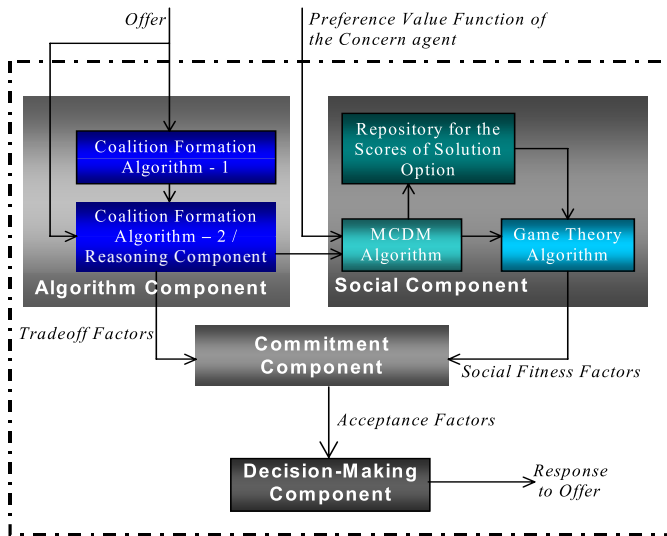 Offer
Preference Value Function of
the Concern agent
Coalition Formation
Algorithm - 1
Coalition Formation
Algorithm – 2 /
Reasoning Component
Algorithm Component
Repository for the
Scores of Solution
Option
MCDM
Algorithm
Game Theory
Algorithm
Social Component
Tradeoff Factors
Commitment
Component
Social Fitness Factors
Acceptance Factors
Decision-Making
Component
Response
to Offer